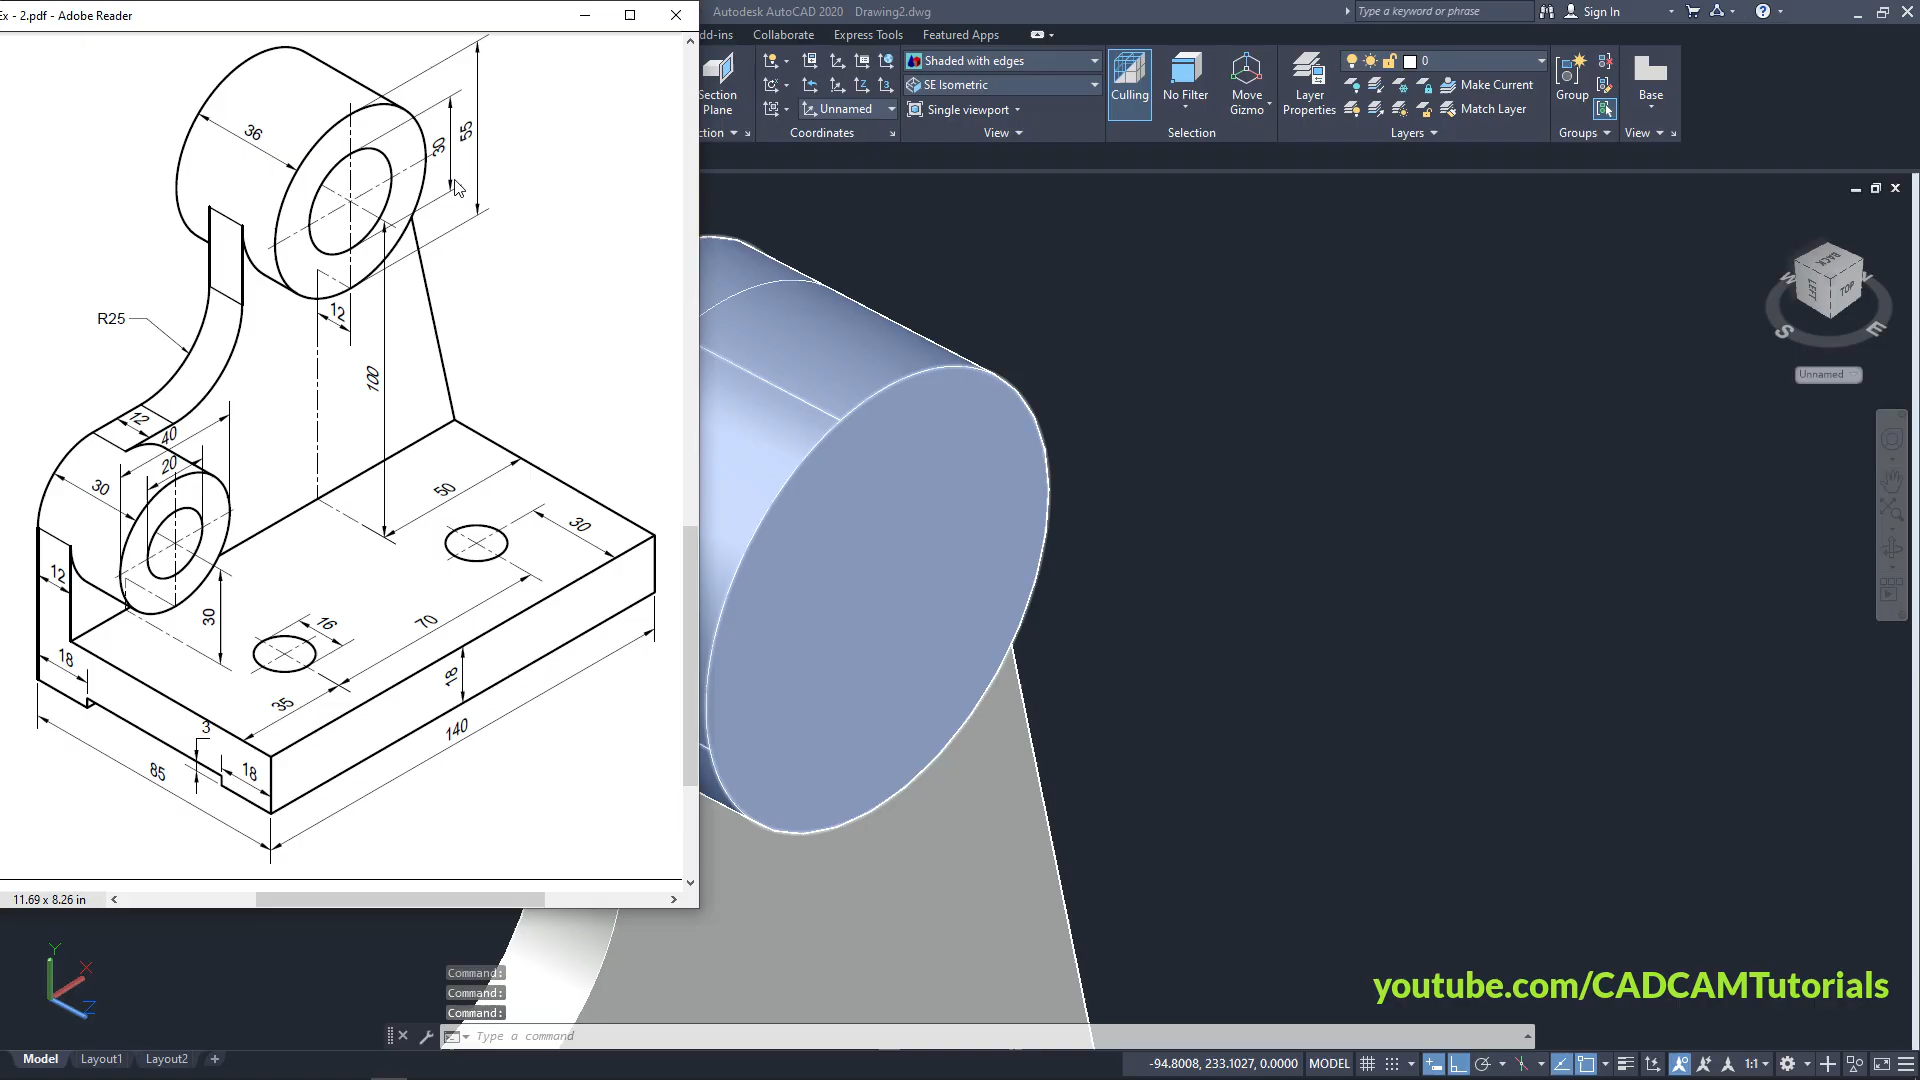 Ex - 2.pdf - Adobe Reader
Autodesk AutoCAD 2020 Drawing2.dwg
Type a keyword or phrase
Sign In
dd-ins
Collaborate
Express Tools
Featured Apps
Section
Plane
Unnamed
Coordinates
Shaded with edges
SE Isometric
Single viewport
View
Culling
No Filter
Move
Gizmo
Selection
Layer
Properties
0
Make Current
Match Layer
Layers
Group
Groups
Base
View
36
30
55
12
R25
100
12
40
20
30
50
30
12
30
16
70
18
18
35
3
140
85
18
11.69 x 8.26 in
BACK
LEFT
TOP
W
S
E
Unnamed
Y
X
Z
Command:
Command:
Command:
Type a command
youtube.com/CADCAMTutorials
Model
Layout1
Layout2
-94.8008, 233.1027, 0.0000
MODEL
1:1